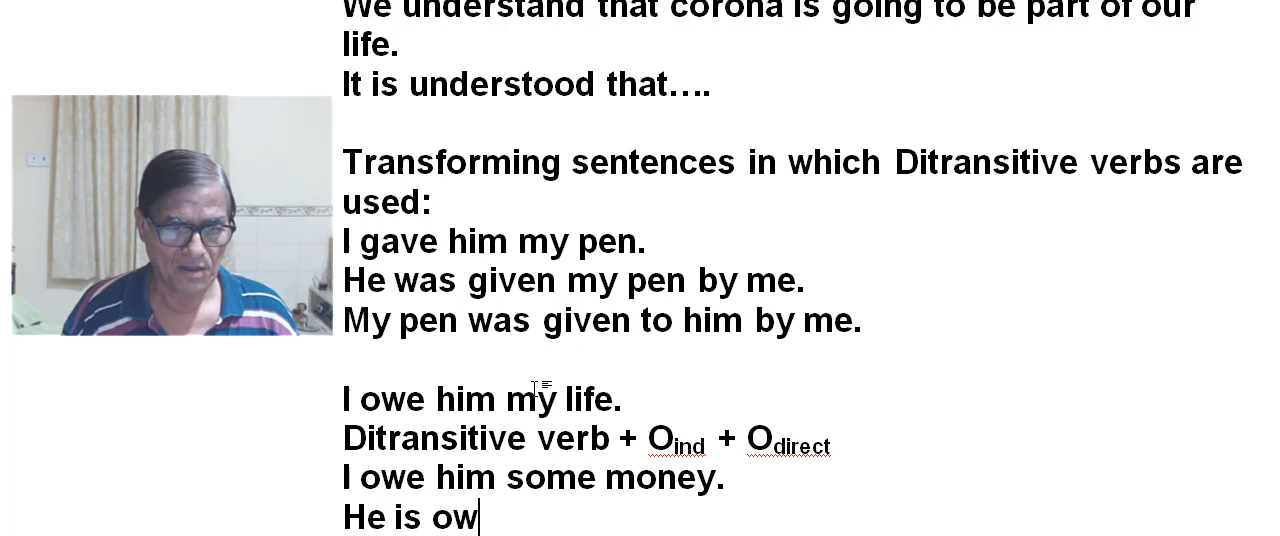 We understand that corona is going to be part of our
life.
It is understood that….
Transforming sentences in which Ditransitive verbs are
used:
I gave him my pen.
He was given my pen by me.
My pen was given to him by me.
I owe him my life.
Ditransitive verb + Oind + Odirect
I owe him some money.
He is ow